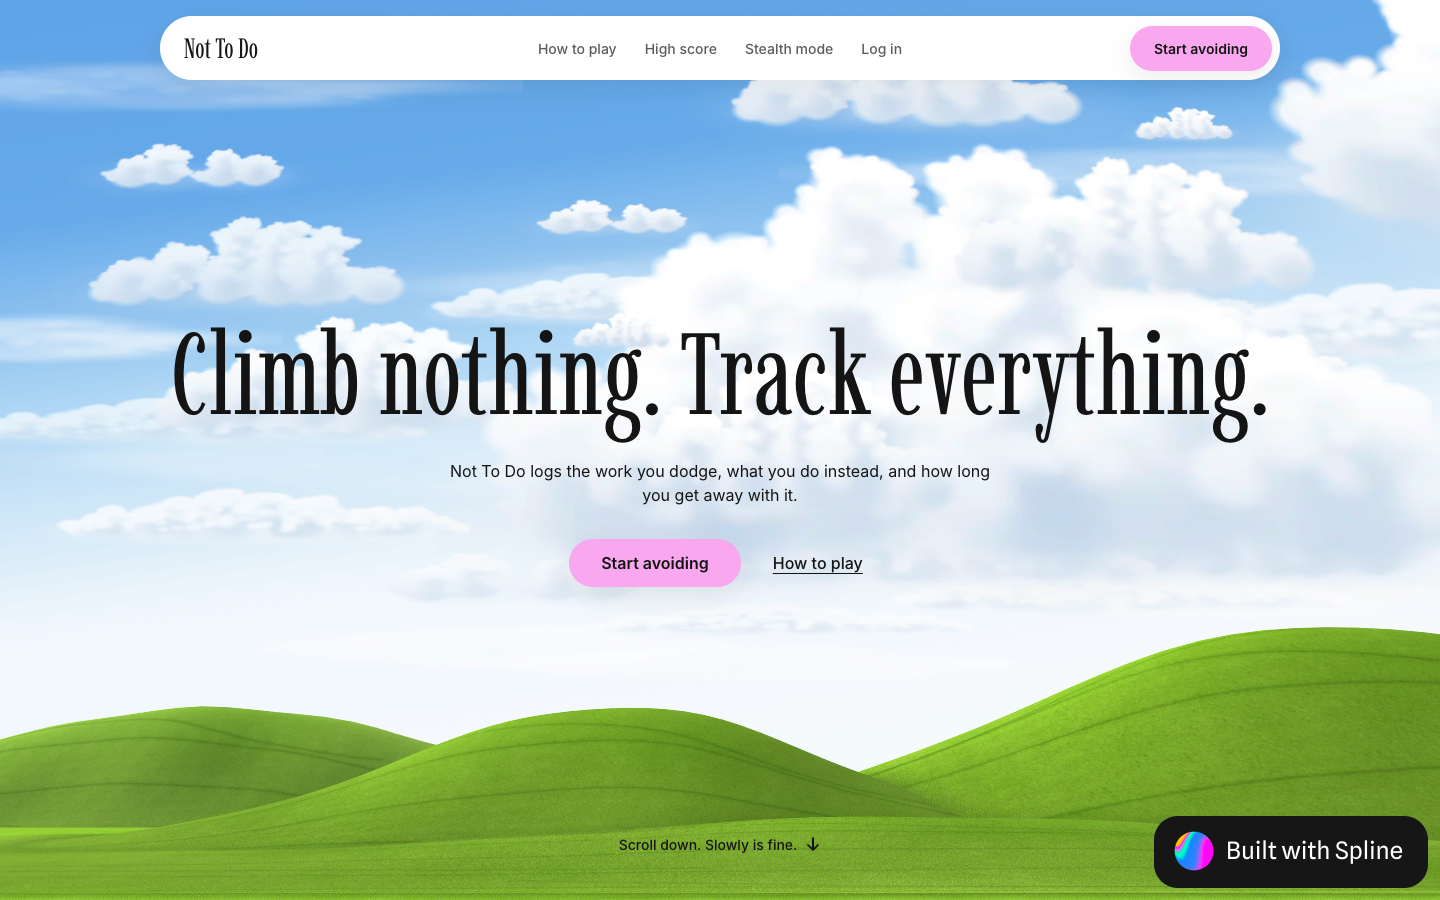 Not To Do
How to play
High score
Stealth mode
Log in
Start avoiding
Climb nothing. Track everything.
Not To Do logs the work you dodge, what you do instead, and how long
you get away with it.
Start avoiding
How to play
Scroll down. Slowly is fine.
Built with Spline